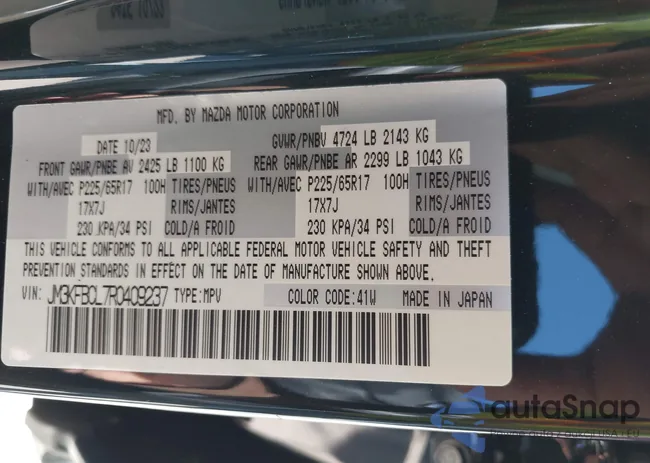 MFD. BY MAZDA MOTOR CORPORATION
DATE 10/23 GVWR/PNBV 4724 LB 2143 KG
FRONT GAWR/PNBE AV 2425 LB 1100 KG REAR GAWR/PNBE AR 2299 LB 1043 KG
WITH/AVEC P225/65R17 100H TIRES/PNEUS WITH/AVEC P225/65R17 100H TIRES/PNEUS
17X7J RIMS/JANTES 17X7J RIMS/JANTES
230 KPA/34 PSI COLD/A FROID 230 KPA/34 PSI COLD/A FROID
THIS VEHICLE CONFORMS TO ALL APPLICABLE FEDERAL MOTOR VEHICLE SAFETY AND THEFT
PREVENTION STANDARDS IN EFFECT ON THE DATE OF MANUFACTURE SHOWN ABOVE.
VIN: JM3KFBCL7R0409237 TYPE:MPV COLOR CODE:41W MADE IN JAPAN
autoSnap